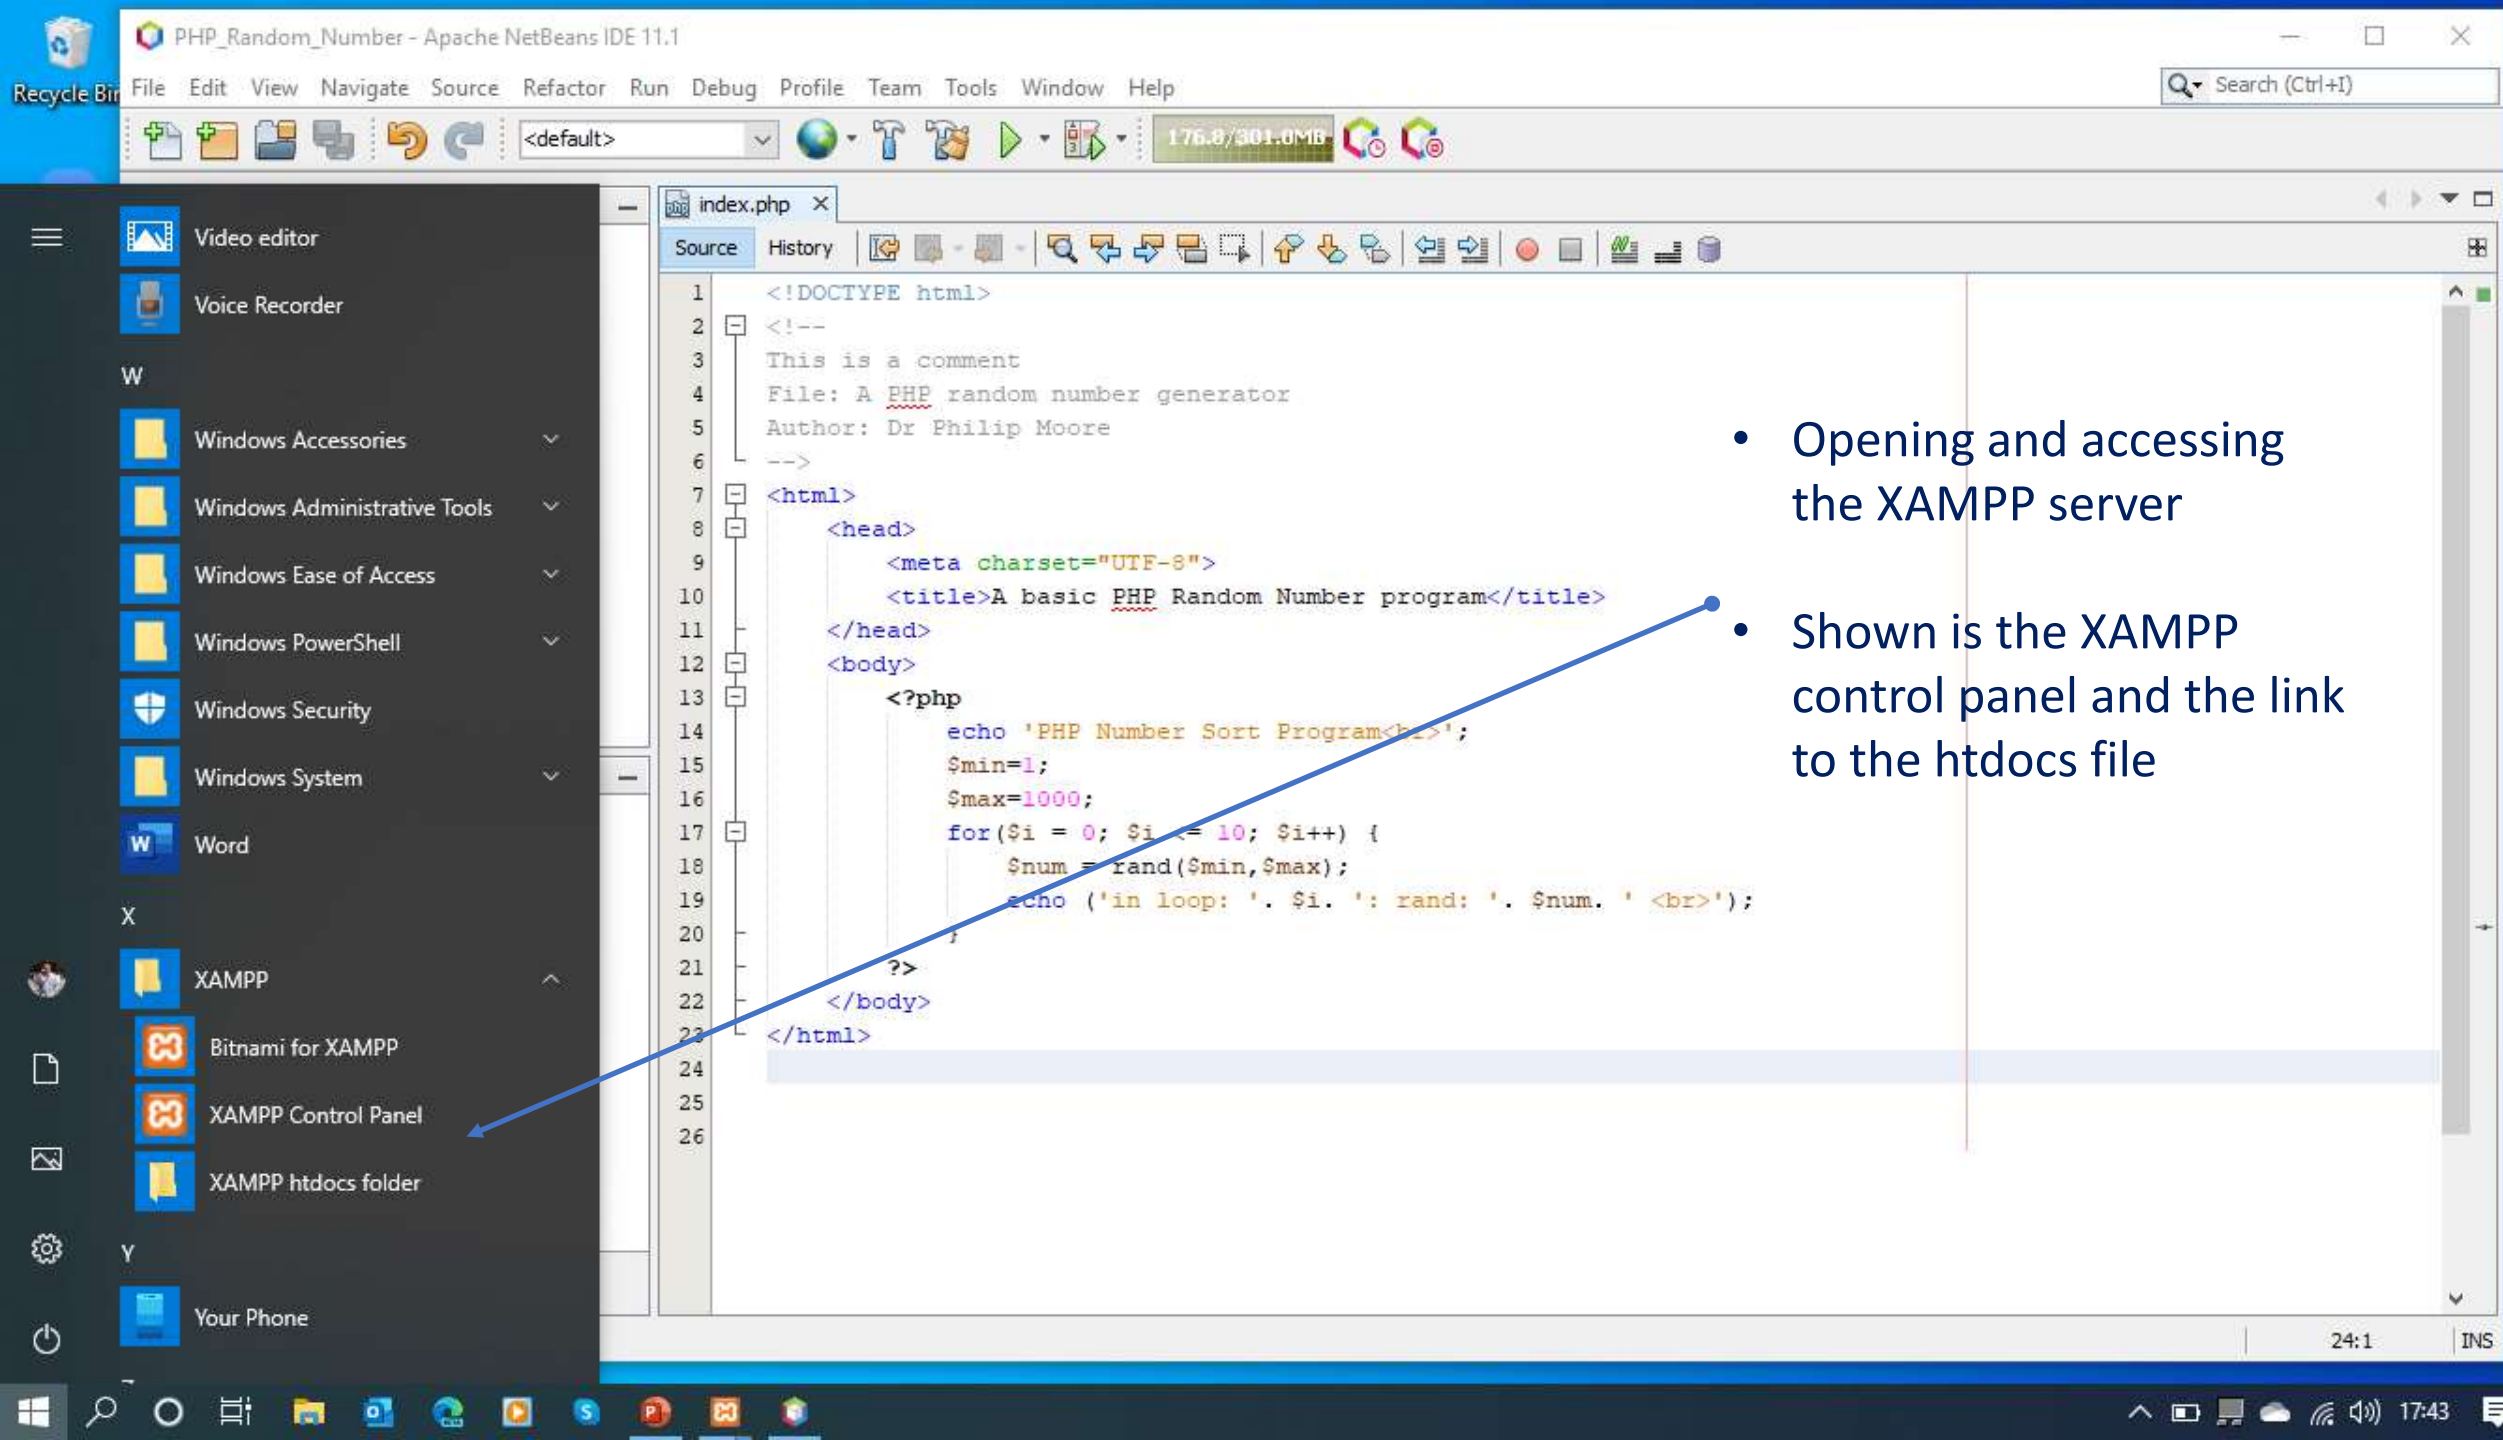 Recycle Bin
PHP_Random_Number - Apache NetBeans IDE 11.1
File Edit View Navigate Source Refactor Run Debug Profile Team Tools Window Help
Search (Ctrl+I)
<default>
176.8/301.0MB
index.php
Source History
Video editor
Voice Recorder
W
Windows Accessories
Windows Administrative Tools
Windows Ease of Access
Windows PowerShell
Windows Security
Windows System
Word
X
XAMPP
Bitnami for XAMPP
XAMPP Control Panel
XAMPP htdocs folder
Y
Your Phone
1 <!DOCTYPE html>
2 <!--
3 This is a comment
4 File: A PHP random number generator
5 Author: Dr Philip Moore
6 -->
7 <html>
8 <head>
9 <meta charset="UTF-8">
10 <title>A basic PHP Random Number program</title>
11 </head>
12 <body>
13 <?php
14 echo 'PHP Number Sort Program<br>';
15 $min=1;
16 $max=1000;
17 for($i = 0; $i <= 10; $i++) {
18 $num = rand($min,$max);
19 echo ('in loop: '. $i. ': rand: '. $num. ' <br>');
20 }
21 ?>
22 </body>
23 </html>
24
25
26
• Opening and accessing
the XAMPP server
• Shown is the XAMPP
control panel and the link
to the htdocs file
24:1 INS
17:43